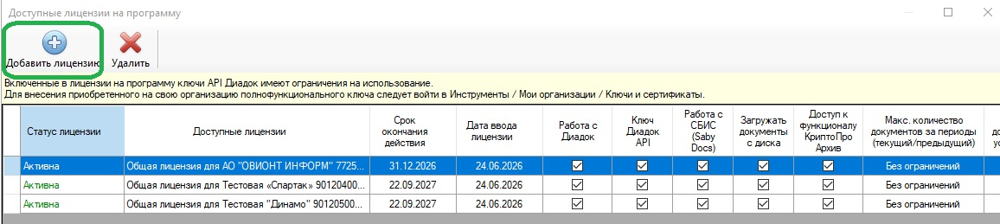 Доступные лицензии на программу
Добавить лицензию Удалить
Включенные в лицензии на программу ключи API Диадок имеют ограничения на использование.
Для внесения приобретенного на свою организацию полнофункционального ключа следует войти в Инструменты / Мои организации / Ключи и сертификаты.
Статус лицензии
Доступные лицензии
Срок
окончания
действия
Дата ввода
лицензии
Работа с
Диадок
Ключ
Диадок
API
Работа с
СБИС
(Saby
Docs)
Загружать
документы
с диска
Доступ к
функционалу
КриптоПро
Архив
Макс. количество
документов за периоды
(текущий/предыдущий)
Активна Общая лицензия для АО "ОВИОНТ ИНФОРМ" 7725... 31.12.2026 24.06.2026 Без ограничений
Активна Общая лицензия для Тестовая «Спартак» 90120400... 22.09.2027 24.06.2026 Без ограничений
Активна Общая лицензия для Тестовая "Динамо" 90120500... 22.09.2027 24.06.2026 Без ограничений